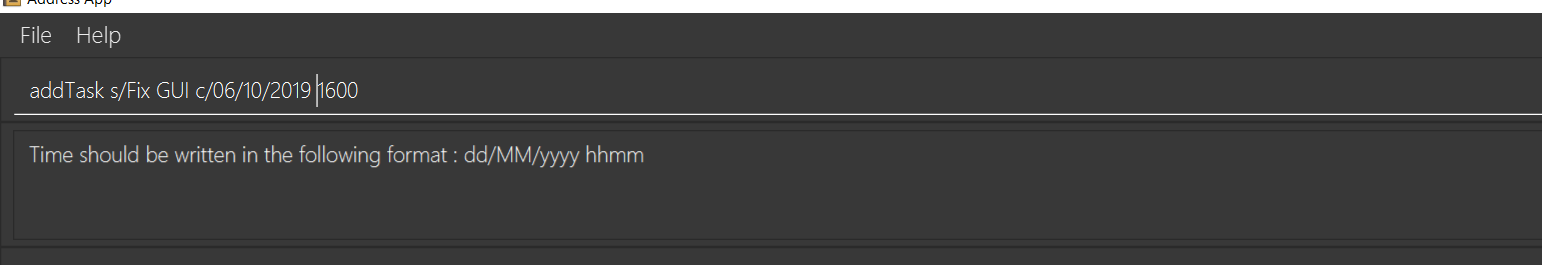 Address App
File Help
addTask s/Fix GUI c/06/10/2019 1600
Time should be written in the following format : dd/MM/yyyy hhmm